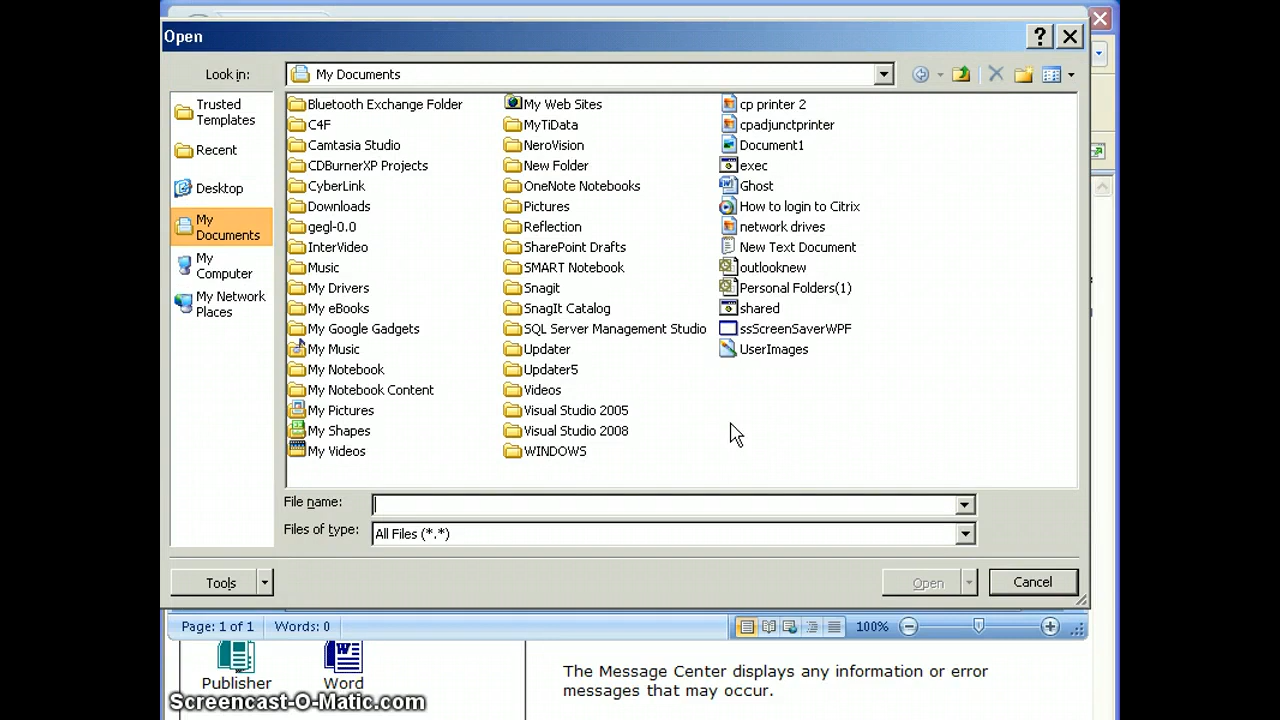 Open
Look in:
My Documents
Trusted
Templates
Recent
Desktop
My
Documents
My
Computer
My Network
Places
Bluetooth Exchange Folder
C4F
Camtasia Studio
CDBurnerXP Projects
CyberLink
Downloads
gegl-0.0
InterVideo
Music
My Drivers
My eBooks
My Google Gadgets
My Music
My Notebook
My Notebook Content
My Pictures
My Shapes
My Videos
My Web Sites
MyTiData
NeroVision
New Folder
OneNote Notebooks
Pictures
Reflection
SharePoint Drafts
SMART Notebook
Snagit
SnagIt Catalog
SQL Server Management Studio
Updater
Updater5
Videos
Visual Studio 2005
Visual Studio 2008
WINDOWS
cp printer 2
cpadjunctprinter
Document1
exec
Ghost
How to login to Citrix
network drives
New Text Document
outlooknew
Personal Folders(1)
shared
ssScreenSaverWPF
UserImages
File name:
Files of type:
All Files (*.*)
Tools
Open
Cancel
Page: 1 of 1
Words: 0
100%
Publisher
Word
The Message Center displays any information or error
messages that may occur.
Screencast-O-Matic.com